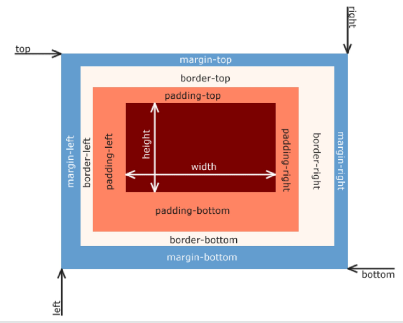 right
top
margin-top
border-top
padding-top
margin-left
border-left
padding-left
height
width
padding-right
border-right
margin-right
padding-bottom
border-bottom
margin-bottom
bottom
left